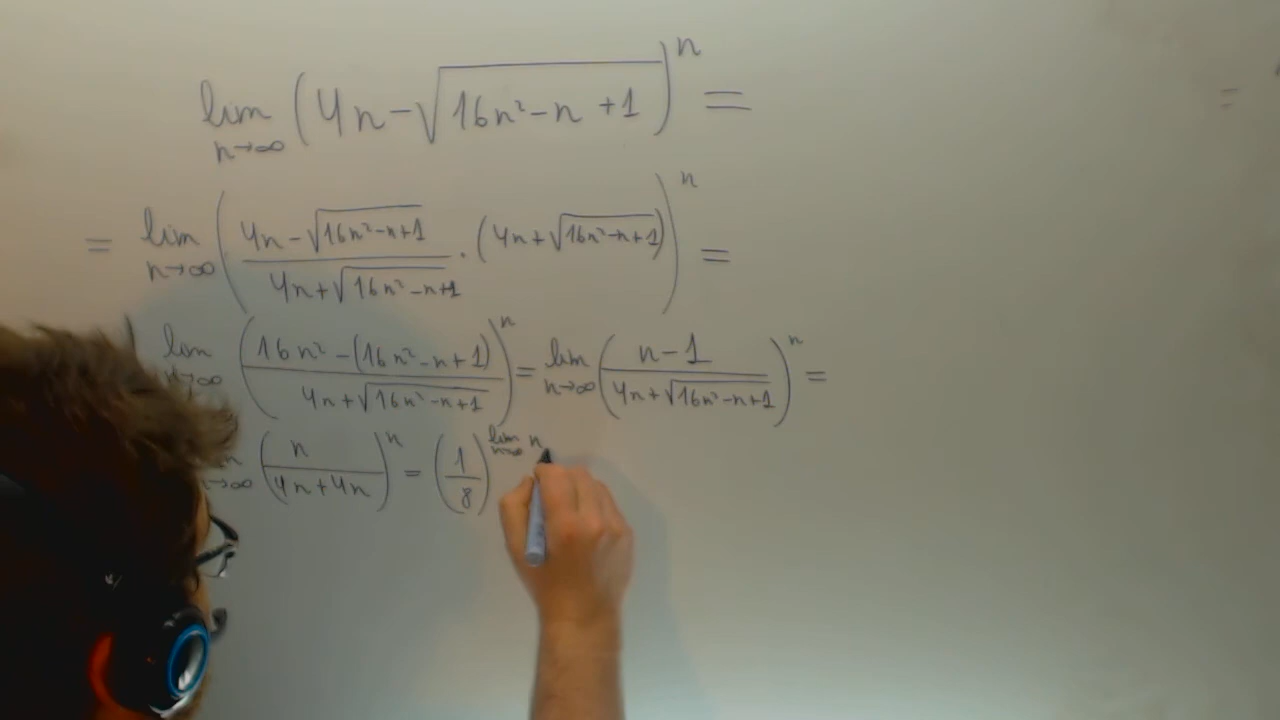 lim n→∞ (4n-√(16n²-n+1))ⁿ =
= lim n→∞ ((4n-√(16n²-n+1))/(4n+√(16n²-n+1)) · (4n+√(16n²-n+1)))ⁿ =
lim n→∞ ((16n²-(16n²-n+1))/(4n+√(16n²-n+1)))ⁿ = lim n→∞ ((n-1)/(4n+√(16n²-n+1)))ⁿ =
n→∞ (n/(4n+4n))ⁿ = (1/8)^(lim n→∞ n)